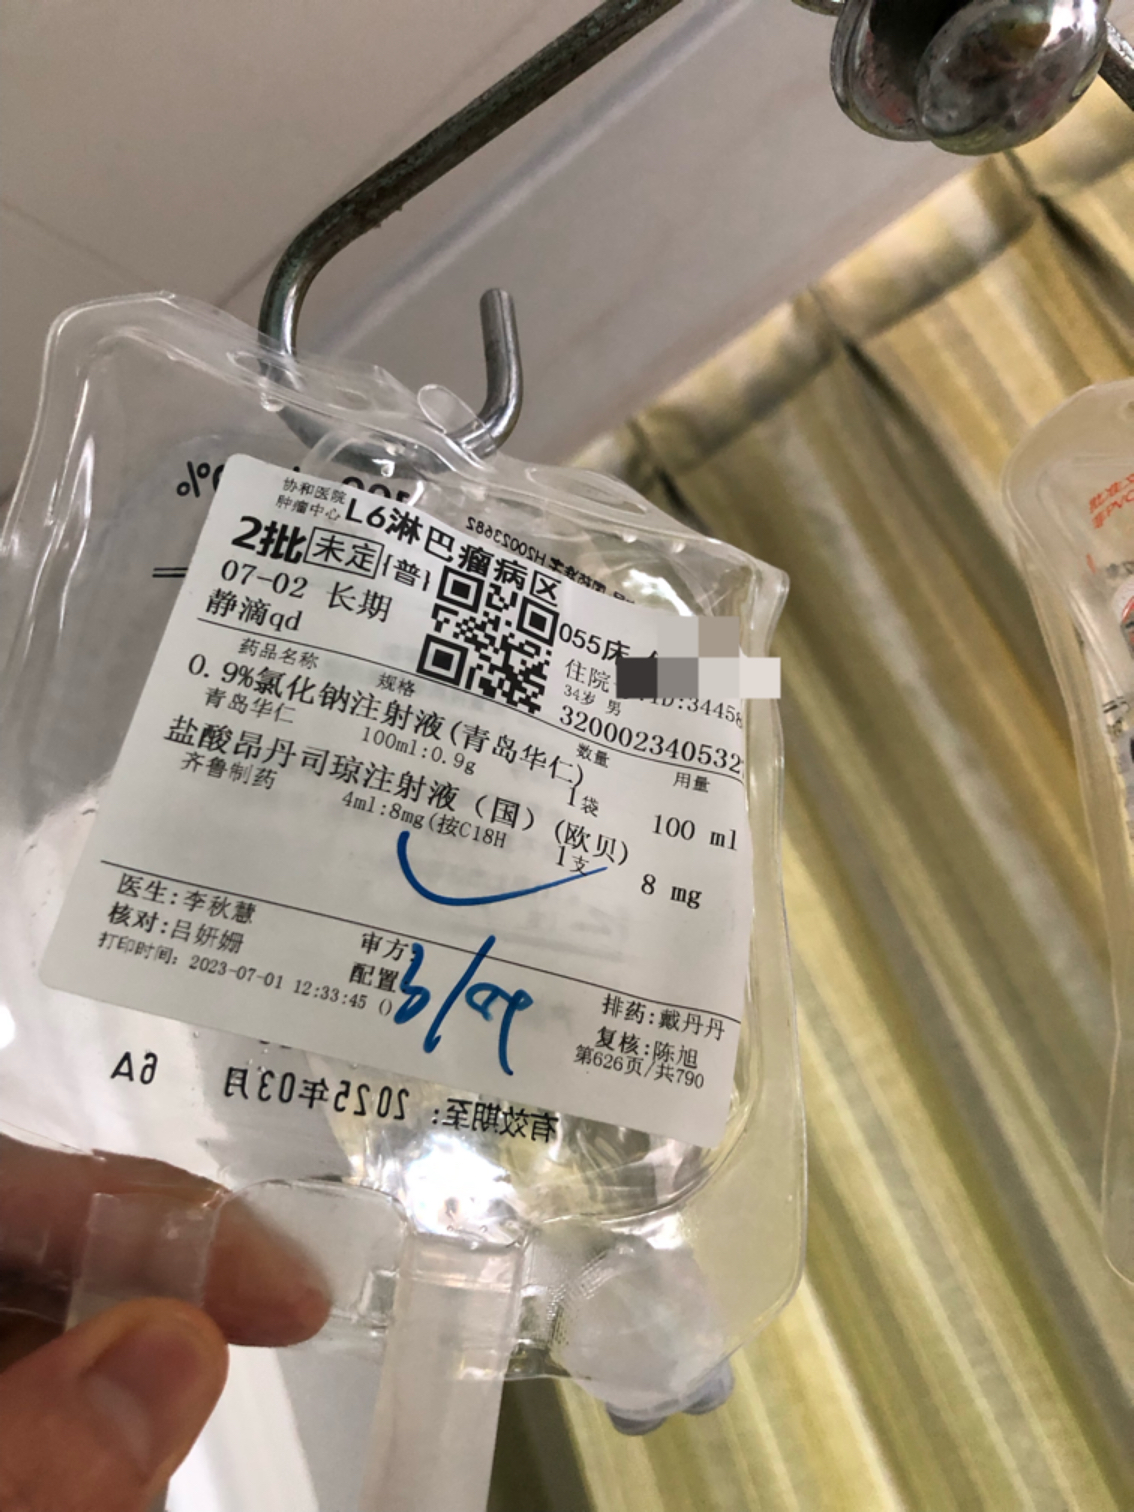 协和医院
肿瘤中心 L6淋巴瘤病区
2批 未定 {普}
07-02 长期
静滴qd
055床
住院 ID:34458
34岁 男
320002340532
药品名称 规格 数量 用量
0.9%氯化钠注射液(青岛华仁)
青岛华仁 100ml:0.9g 1袋 100 ml
盐酸昂丹司琼注射液(国)(欧贝)
齐鲁制药 4ml:8mg(按C18H 1支 8 mg
医生:李秋慧 审方: 排药:戴丹丹
核对:吕妍姗 配置 复核:陈旭
打印时间: 2023-07-01 12:33:45 () 第626页/共790
H20023682
有效期至: 2025年03月 6A